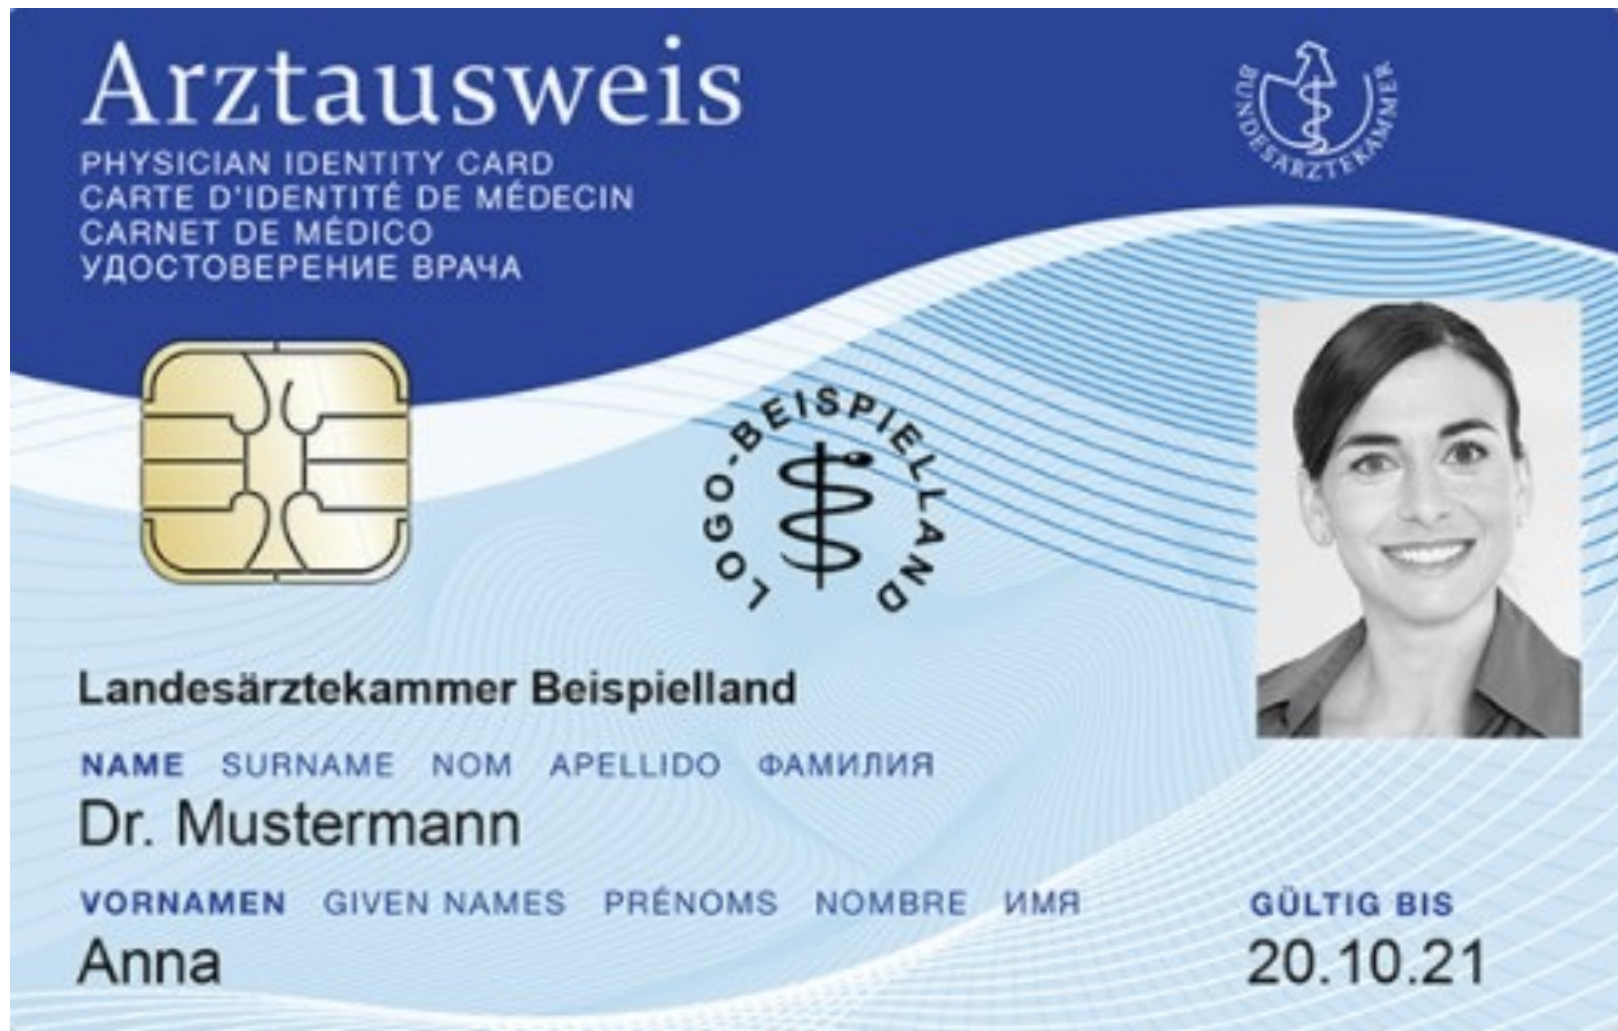 Arztausweis
BUNDESÄRZTEKAMMER
PHYSICIAN IDENTITY CARD
CARTE D'IDENTITÉ DE MÉDECIN
CARNET DE MÉDICO
УДОСТОВЕРЕНИЕ ВРАЧА
LOGO-BEISPIELLAND
Landesärztekammer Beispielland
NAME SURNAME NOM APELLIDO ФАМИЛИЯ
Dr. Mustermann
VORNAMEN GIVEN NAMES PRÉNOMS NOMBRE ИМЯ
Anna
GÜLTIG BIS
20.10.21